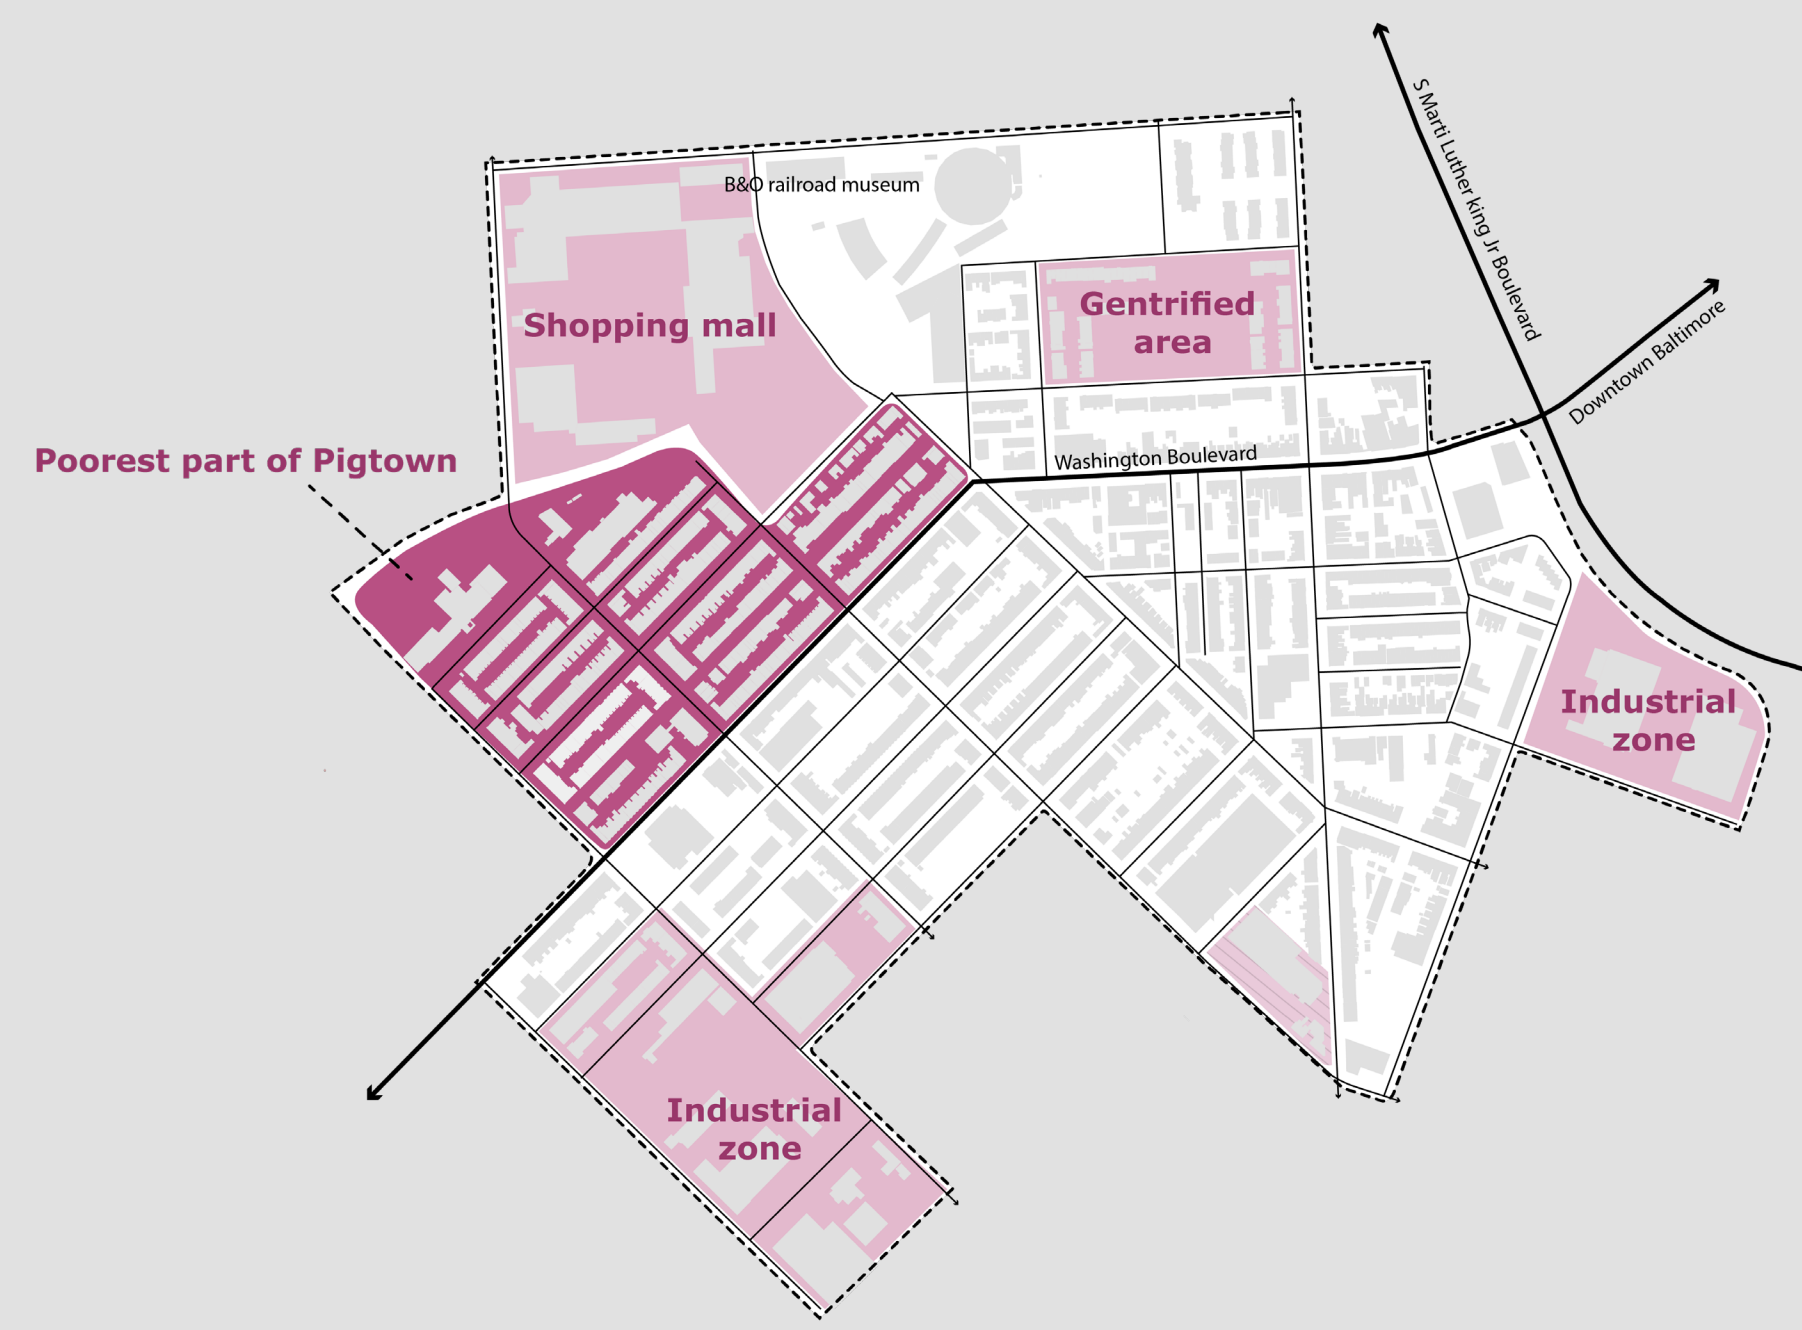 S Marti Luther king Jr Boulevard
B&O railroad museum
Gentrified
area
Shopping mall
Downtown Baltimore
Poorest part of Pigtown
Washington Boulevard
Industrial
zone
Industrial
zone